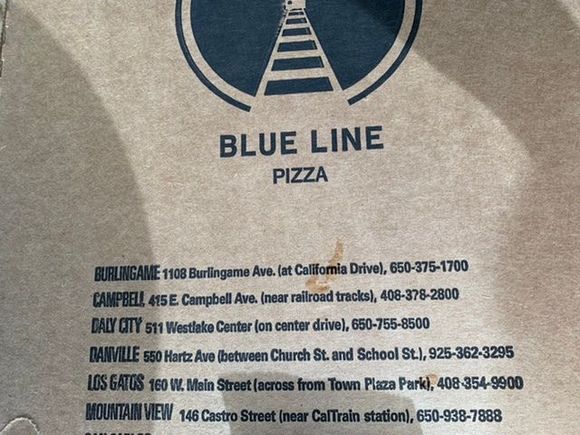 BLUE LINE
PIZZA
BURLINGAME 1108 Burlingame Ave. (at California Drive), 650-375-1700
CAMPBELL 415 E. Campbell Ave. (near railroad tracks), 408-378-2800
DALY CITY 511 Westlake Center (on center drive), 650-755-8500
DANVILLE 550 Hartz Ave (between Church St. and School St.), 925-362-3295
LOS GATOS 160 W. Main Street (across from Town Plaza Park), 408-354-9900
MOUNTAIN VIEW 146 Castro Street (near CalTrain station), 650-938-7888